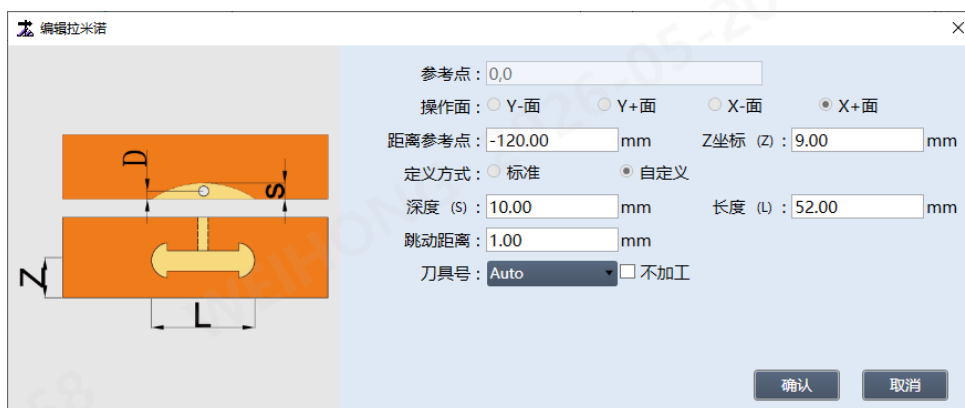 编辑拉米诺
参考点 : 0,0
操作面 : Y-面 Y+面 X-面 X+面
距离参考点 : -120.00 mm Z坐标 (Z) : 9.00 mm
定义方式 : 标准 自定义
深度 (S) : 10.00 mm 长度 (L) : 52.00 mm
跳动距离 : 1.00 mm
刀具号 : Auto 不加工
D
S
Z
L
确认 取消